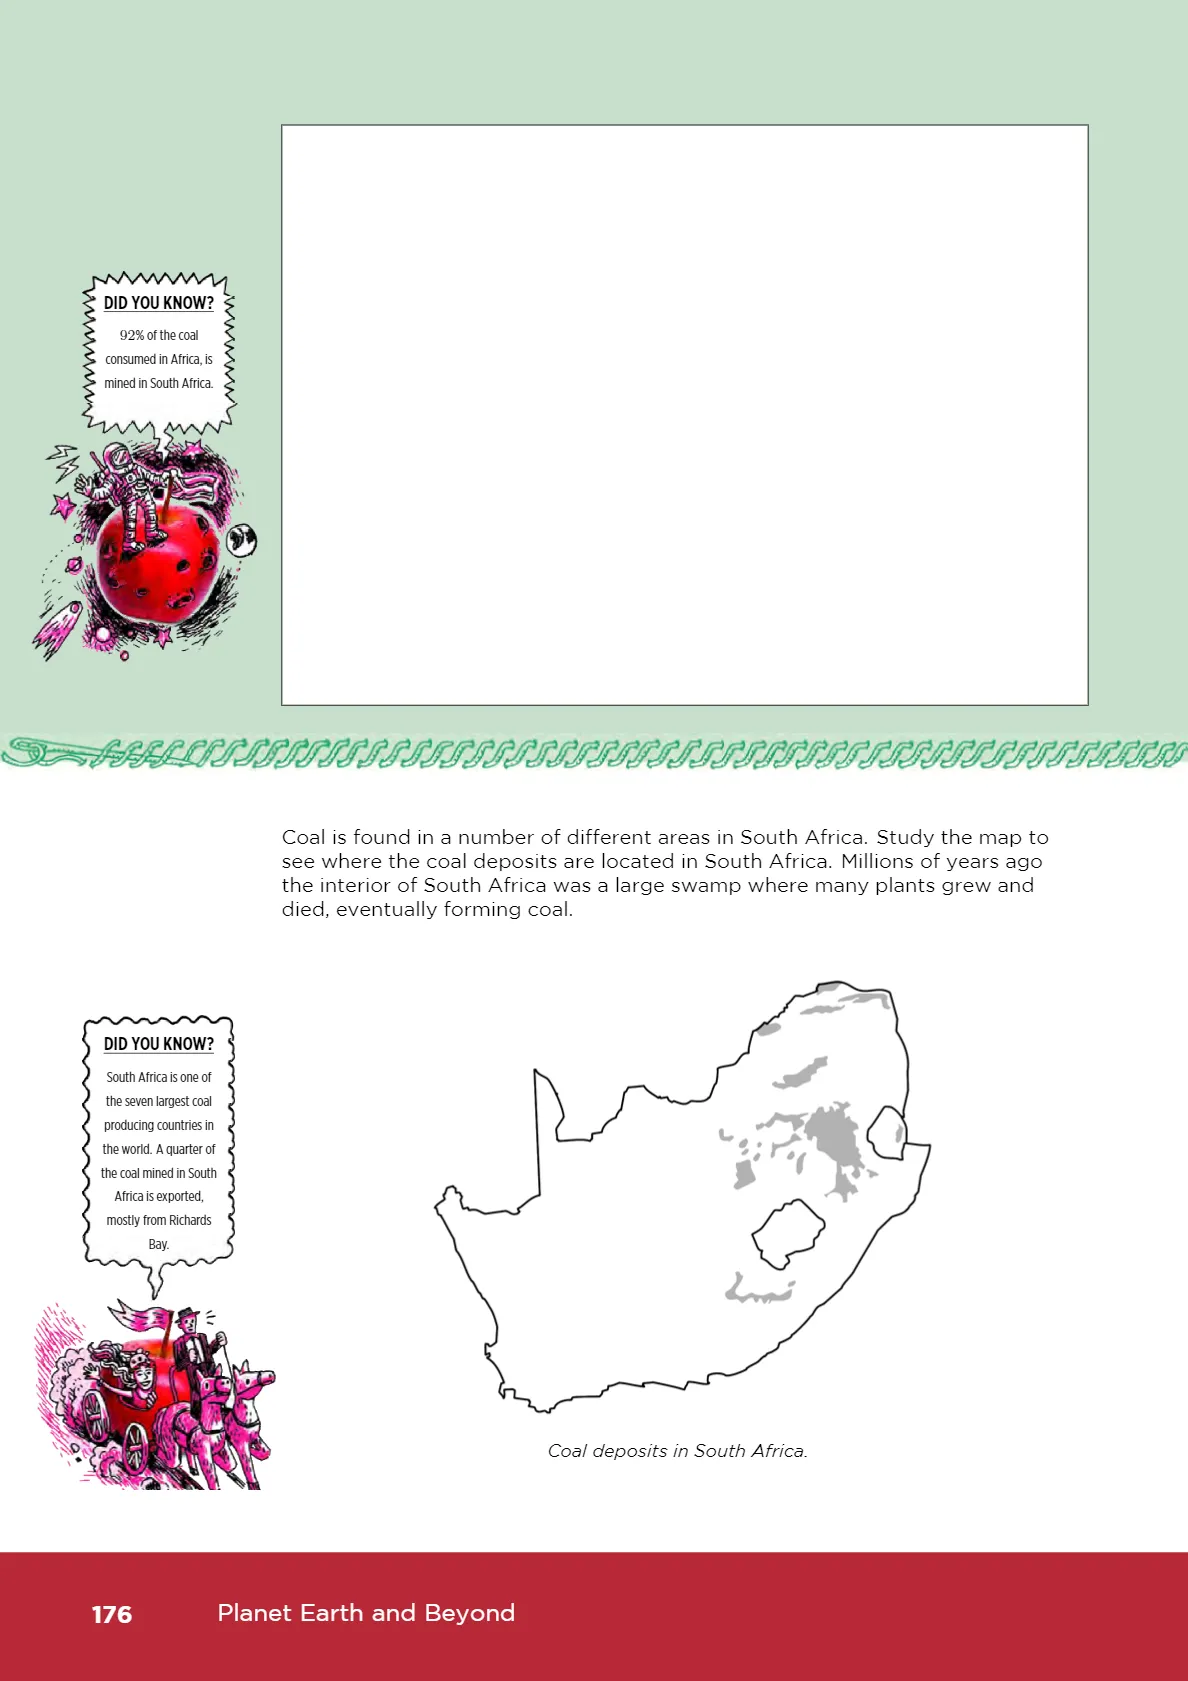 DID YOU KNOW?
92% of the coal
consumed in Africa, is
mined in South Africa.
Coal is found in a number of different areas in South Africa. Study the map to
see where the coal deposits are located in South Africa. Millions of years ago
the interior of South Africa was a large swamp where many plants grew and
died, eventually forming coal.
DID YOU KNOW?
South Africa is one of
the seven largest coal
producing countries in
the world. A quarter of
the coal mined in South
Africa is exported,
mostly from Richards
Bay.
Coal deposits in South Africa.
176
Planet Earth and Beyond